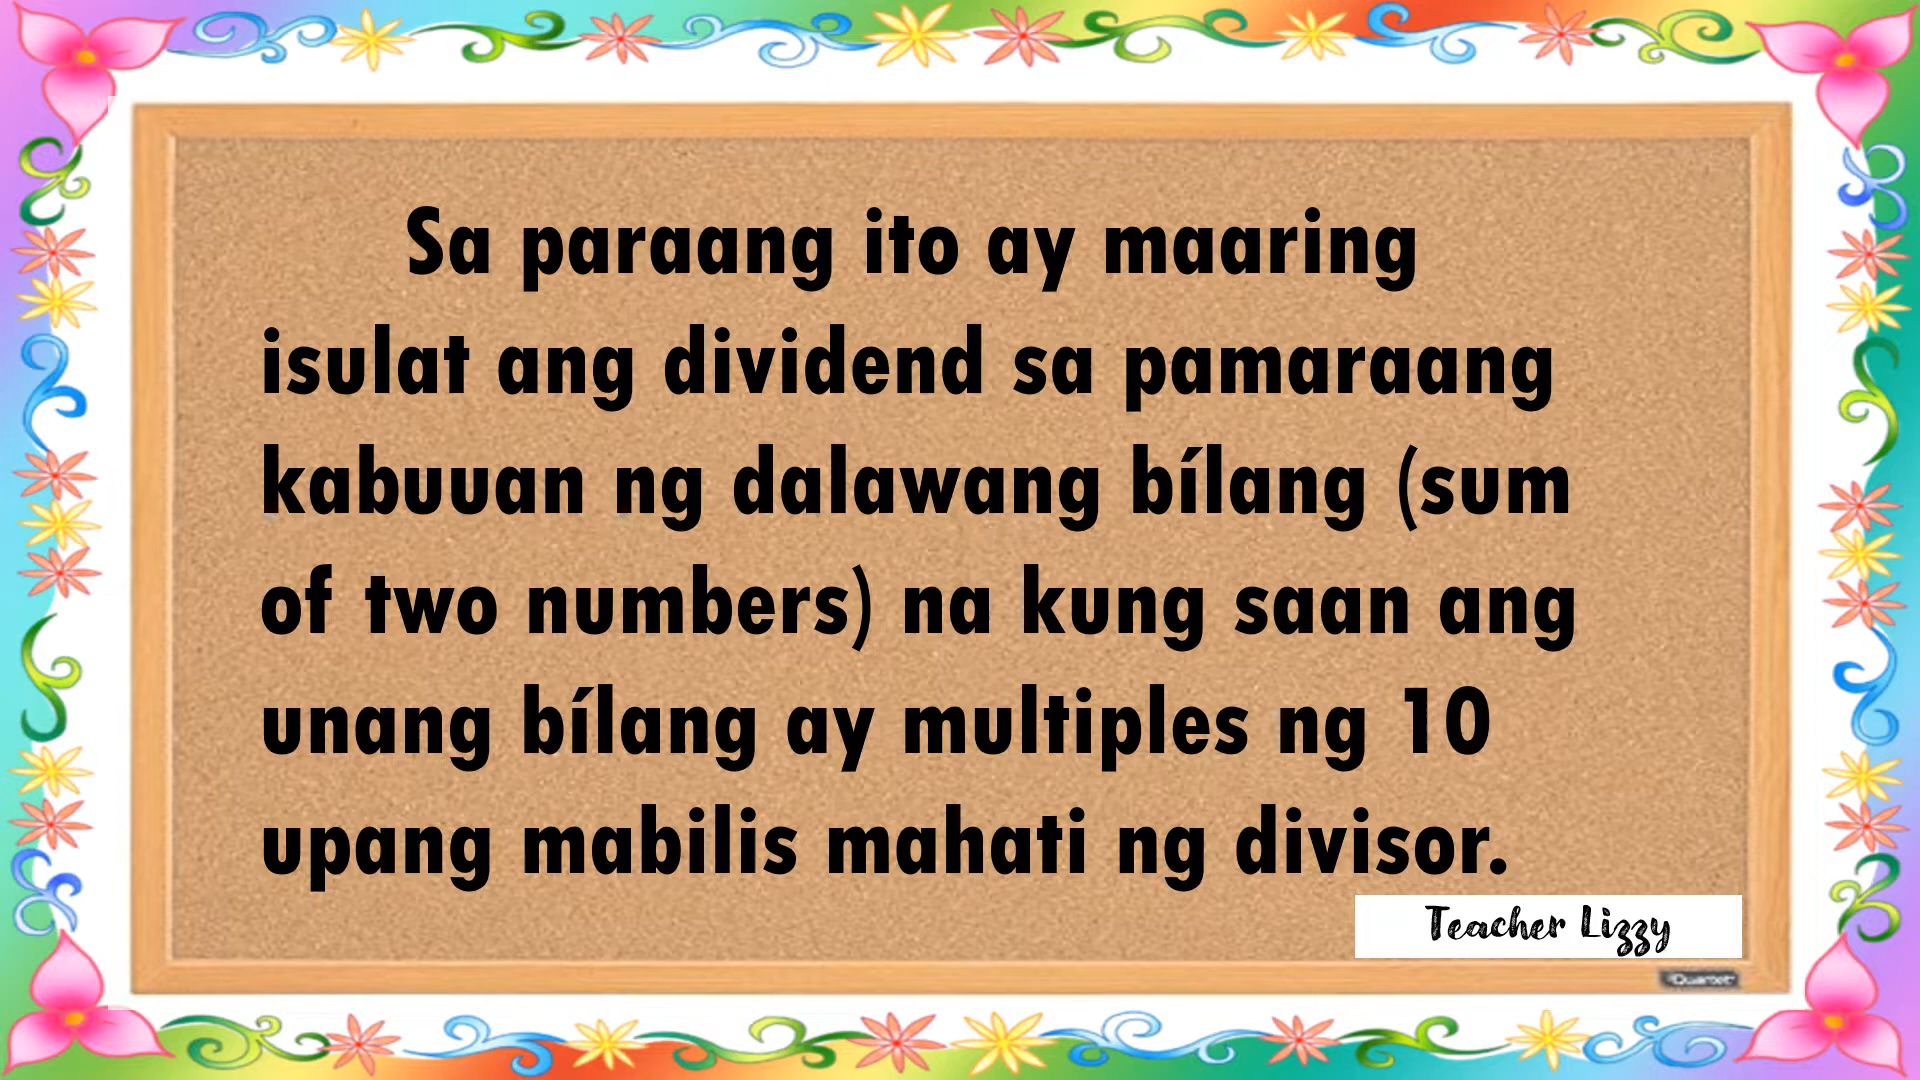 Sa paraang ito ay maaring
isulat ang dividend sa pamaraang
kabuuan ng dalawang bílang (sum
of two numbers) na kung saan ang
unang bílang ay multiples ng 10
upang mabilis mahati ng divisor.
Teacher Lizzy
Quartet